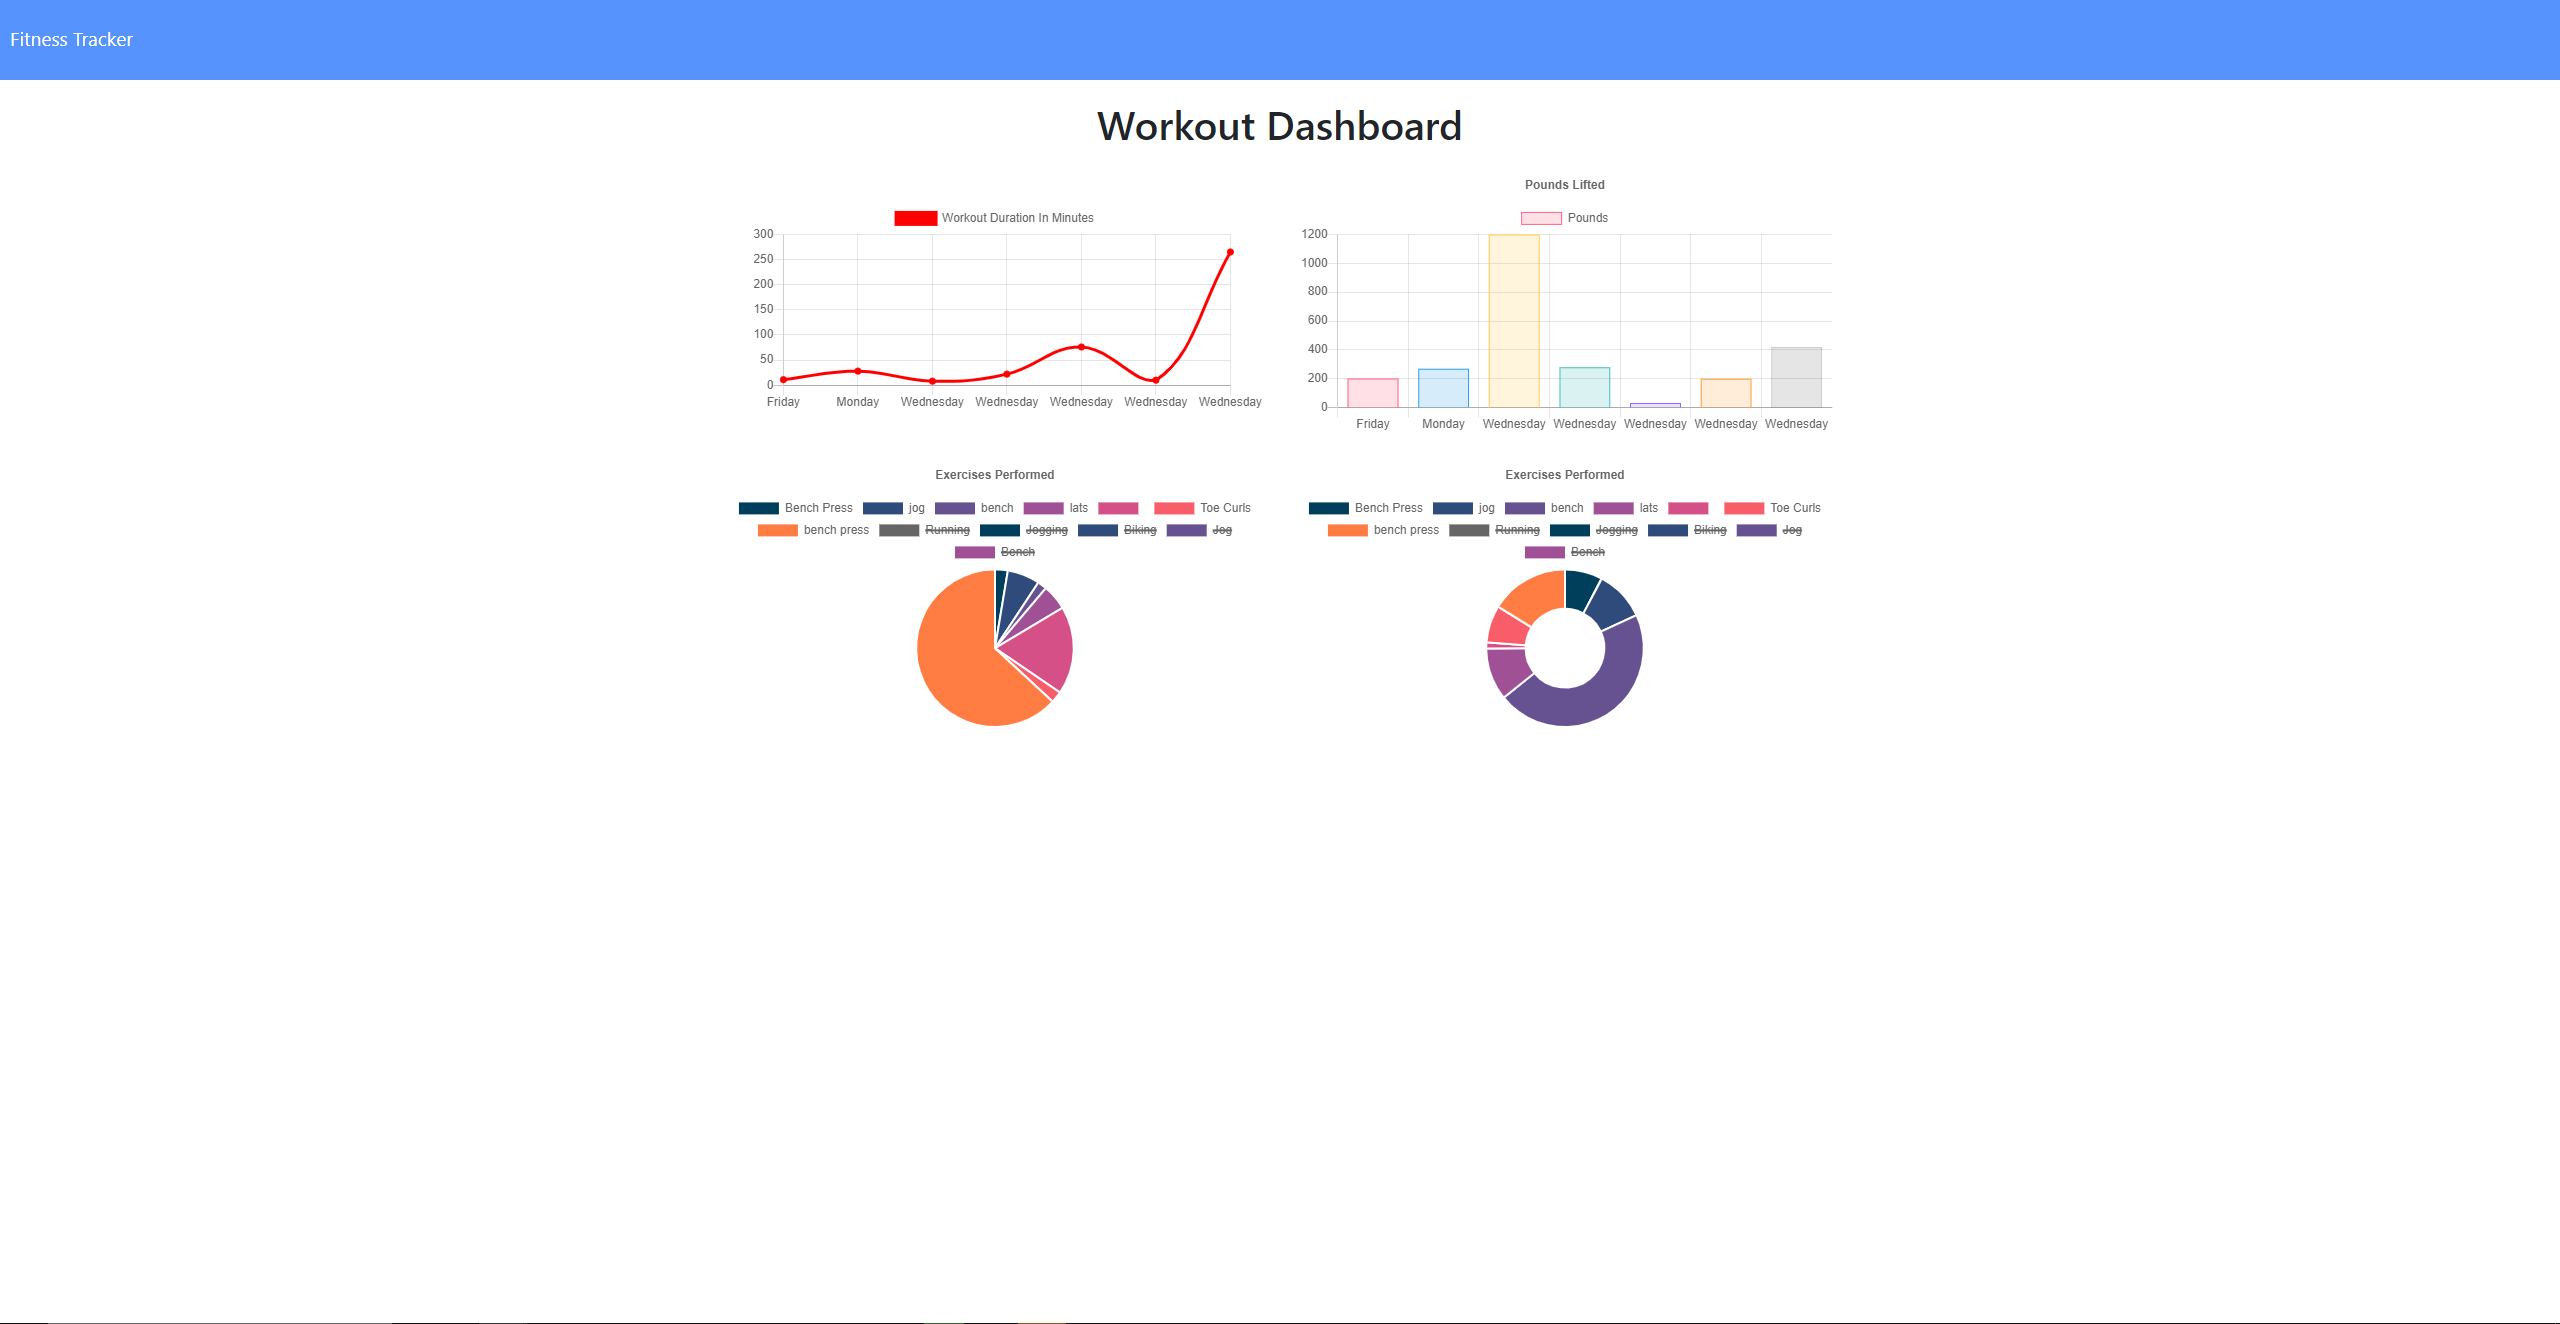 Fitness Tracker
Workout Dashboard
Workout Duration In Minutes
300
250
200
150
100
50
0
Friday Monday Wednesday Wednesday Wednesday Wednesday Wednesday
Pounds Lifted
Pounds
1200
1000
800
600
400
200
0
Friday Monday Wednesday Wednesday Wednesday Wednesday Wednesday
Exercises Performed
Bench Press jog bench lats Toe Curls
bench press Running Jogging Biking Jog
Bench
Exercises Performed
Bench Press jog bench lats Toe Curls
bench press Running Jogging Biking Jog
Bench